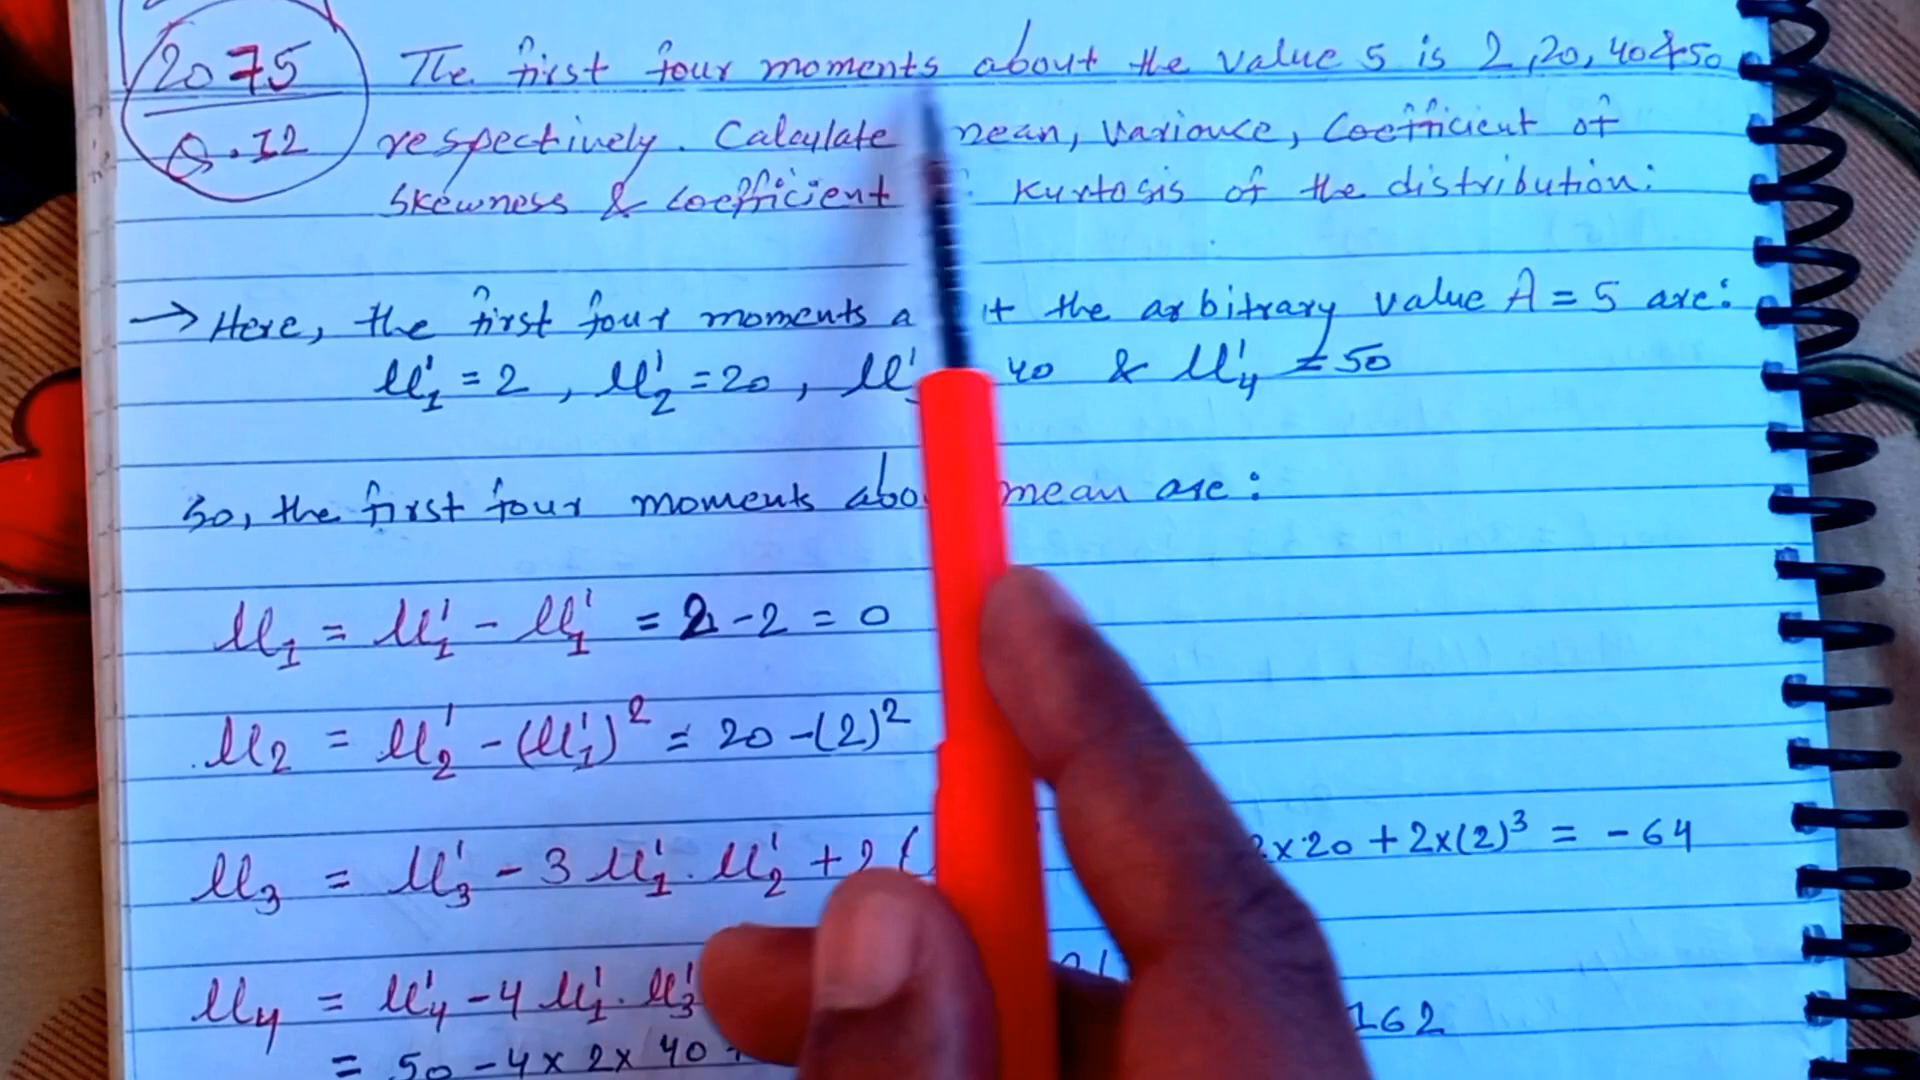 2075
Q.12
The first four moments about the value 5 is 2, 20, 40 & 50
respectively. Calculate mean, Variance, Coefficient of
Skewness & Coefficient Kurtosis of the distribution:
→ Here, the first four moments a t the arbitrary value A = 5 are:
μ'₁ = 2, μ'₂ = 20, μ' 40 & μ'₄ = 50
So, the first four moments abo mean are:
μ₁ = μ'₁ - μ'₁ = 2 - 2 = 0
μ₂ = μ'₂ - (μ'₁)² = 20 - (2)²
μ₃ = μ'₃ - 3 μ'₁ . μ'₂ + 2 ( 2 x 20 + 2 x (2)³ = - 64
μ₄ = μ'₄ - 4 μ'₁ . μ'₃ 162
= 50 - 4 x 2 x 40 +